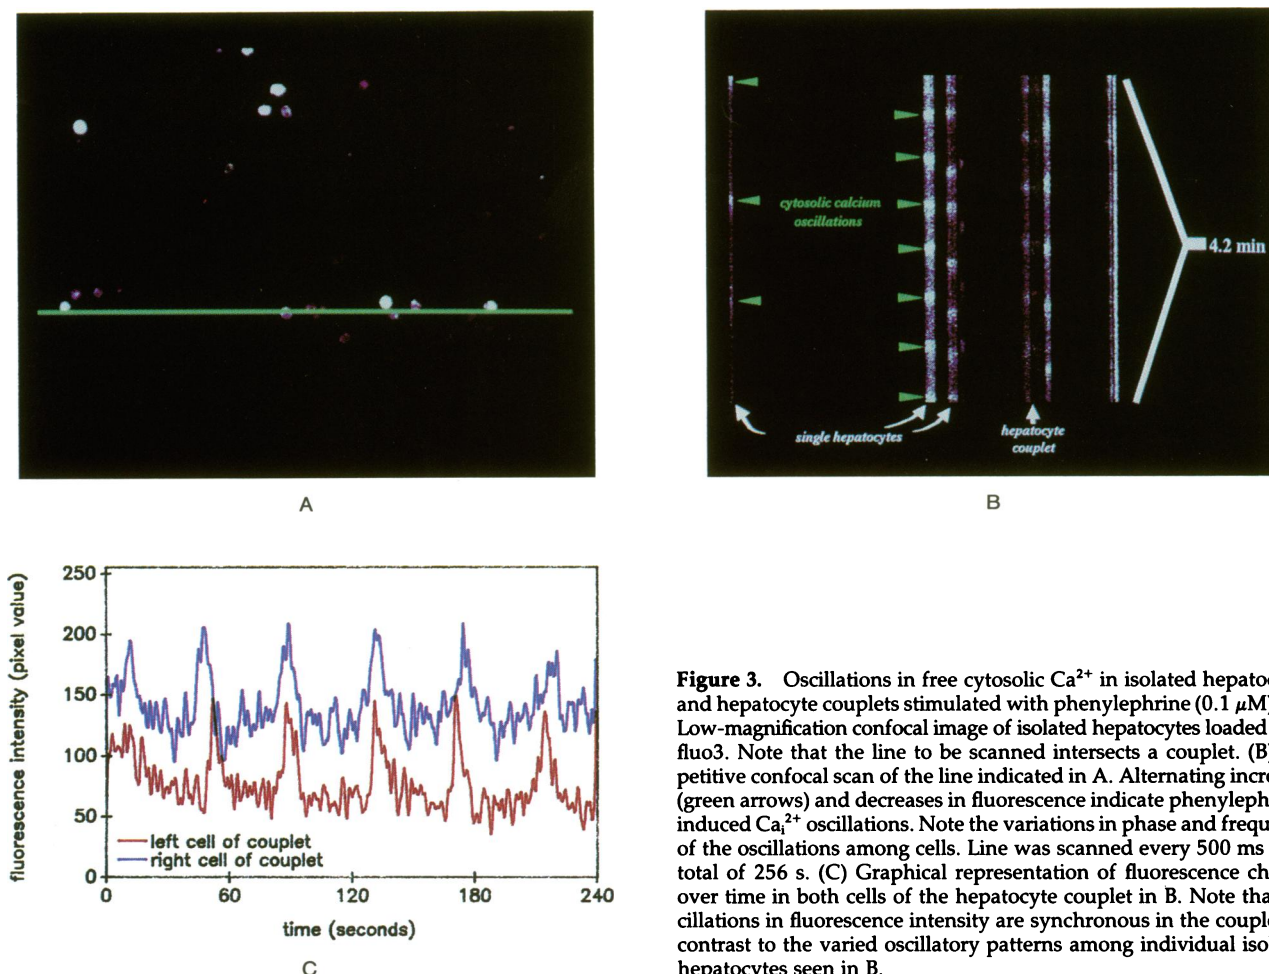 cytosolic calcium
oscillations
4.2 min
single hepatocytes
hepatocyte
couplet
A
B
250
200
150
100
50
0
fluorescence intensity (pixel value)
left cell of couplet
right cell of couplet
0 60 120 180 240
time (seconds)
C
Figure 3. Oscillations in free cytosolic Ca²⁺ in isolated hepatoc
and hepatocyte couplets stimulated with phenylephrine (0.1 μM)
Low-magnification confocal image of isolated hepatocytes loaded
fluo3. Note that the line to be scanned intersects a couplet. (B)
petitive confocal scan of the line indicated in A. Alternating incre
(green arrows) and decreases in fluorescence indicate phenyleph
induced Caᵢ²⁺ oscillations. Note the variations in phase and freque
of the oscillations among cells. Line was scanned every 500 ms
total of 256 s. (C) Graphical representation of fluorescence cha
over time in both cells of the hepatocyte couplet in B. Note tha
cillations in fluorescence intensity are synchronous in the couple
contrast to the varied oscillatory patterns among individual iso
hepatocytes seen in B.